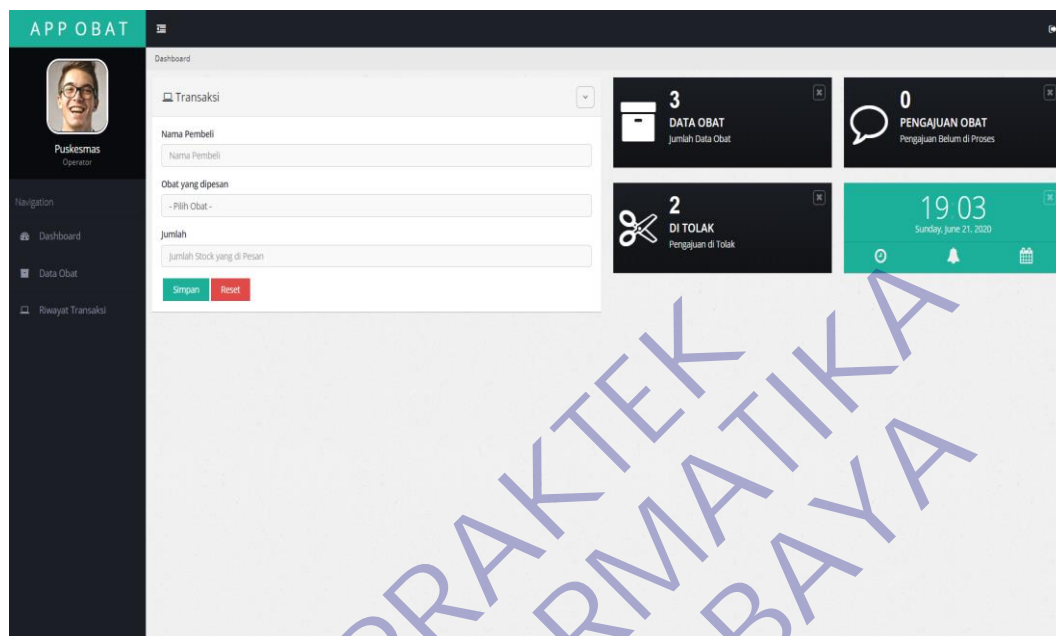 APP OBAT
Puskesmas
Operator
Navigation
Dashboard
Data Obat
Riwayat Transaksi
Dashboard
Transaksi
Nama Pembeli
Nama Pembeli
Obat yang dipesan
- Pilih Obat -
Jumlah
Jumlah Stock yang di Pesan
Simpan Reset
3
DATA OBAT
Jumlah Data Obat
0
PENGAJUAN OBAT
Pengajuan Belum di Proses
2
DI TOLAK
Pengajuan di Tolak
19:03
Sunday, June 21, 2020
PRAKTEK
RMATIKA
BAYA